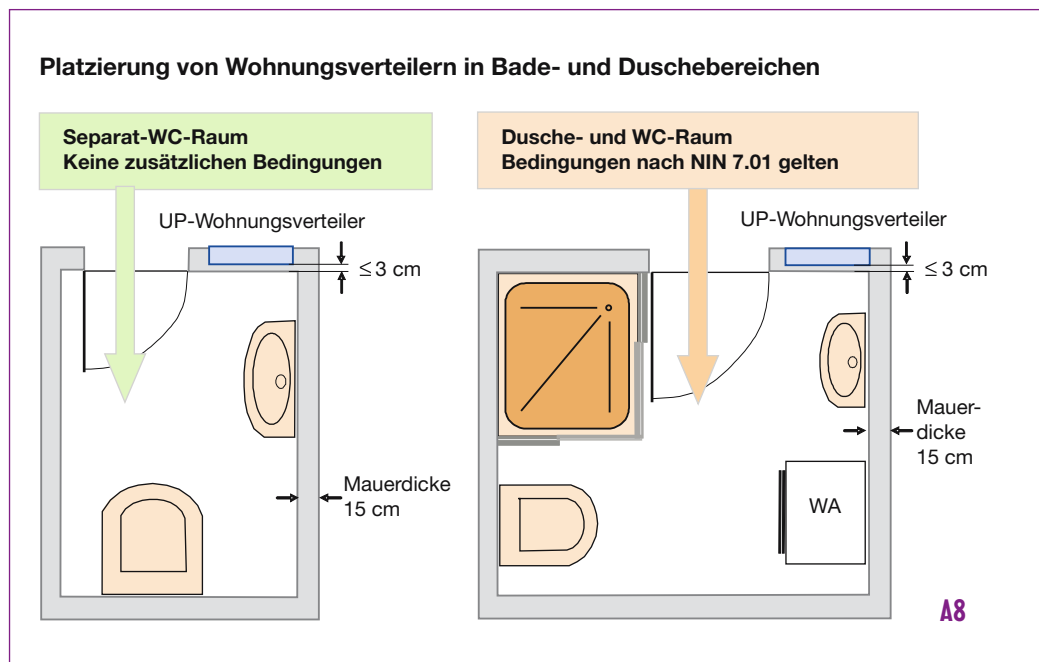 Platzierung von Wohnungsverteilern in Bade- und Duschebereichen
Separat-WC-Raum
Keine zusätzlichen Bedingungen
Dusche- und WC-Raum
Bedingungen nach NIN 7.01 gelten
UP-Wohnungsverteiler
≤ 3 cm
Mauerdicke
15 cm
UP-Wohnungsverteiler
≤ 3 cm
Mauer-
dicke
15 cm
WA
A8